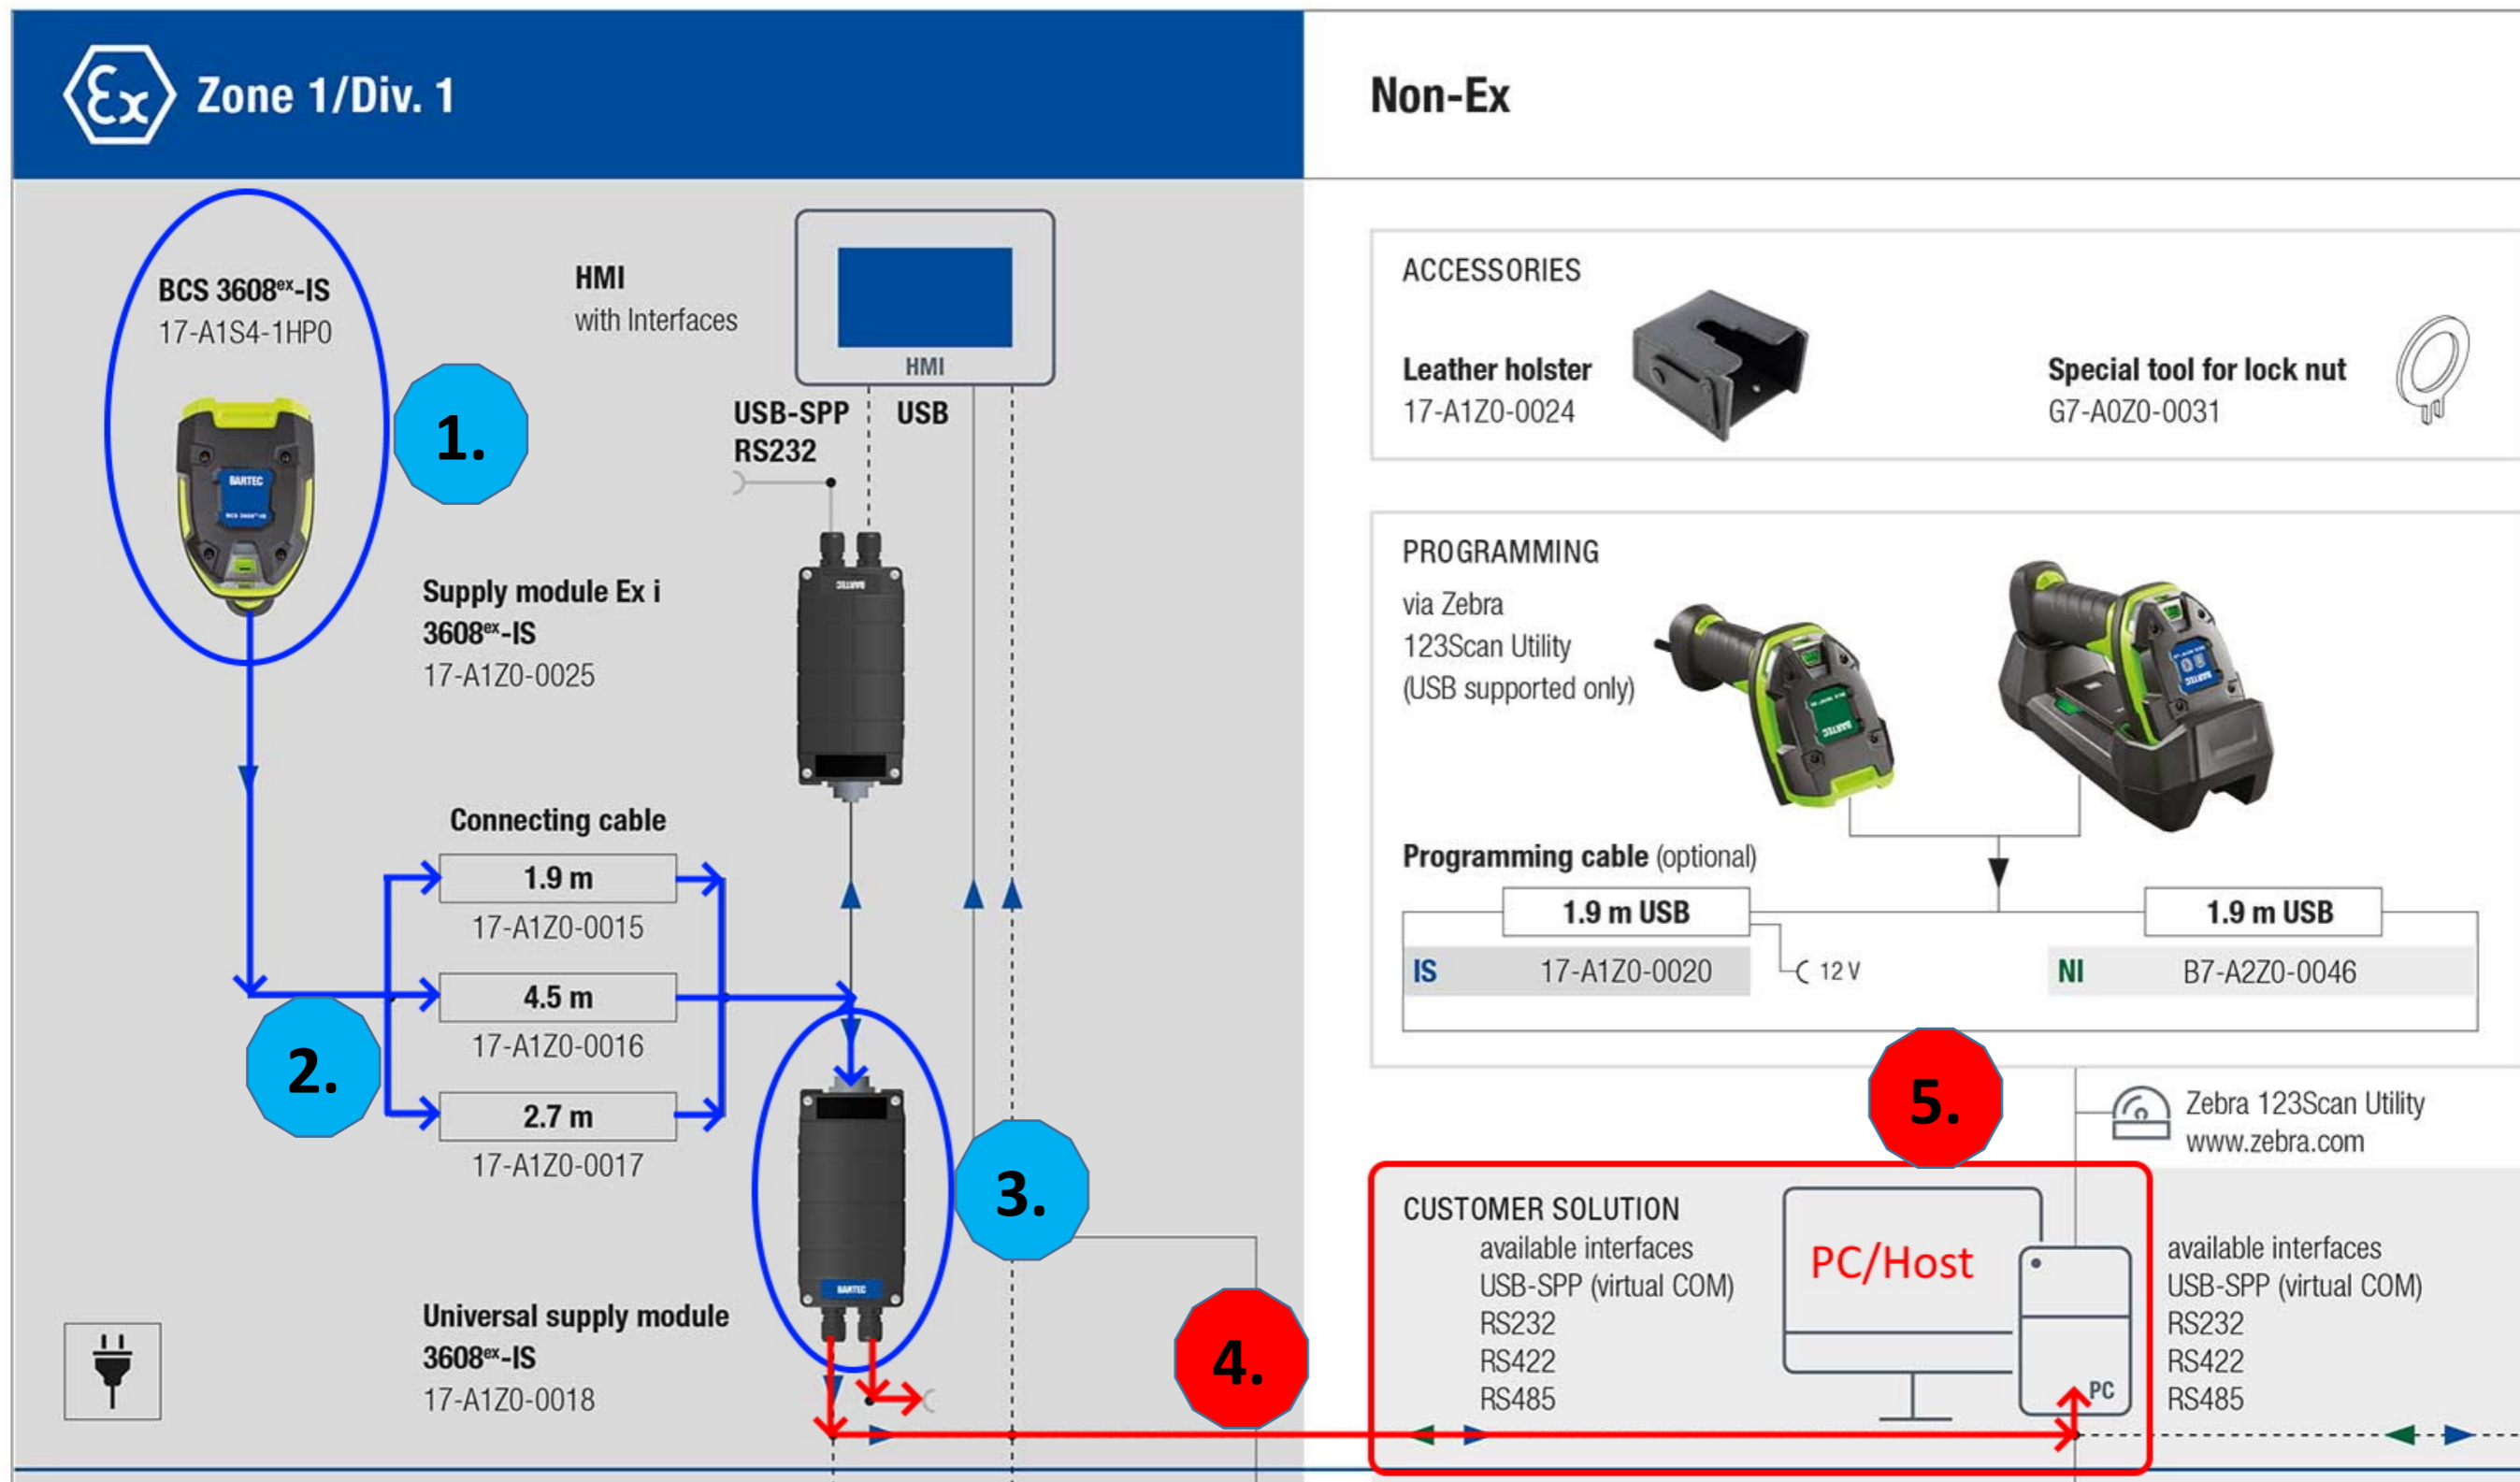 Ex Zone 1/Div. 1
Non-Ex
BCS 3608ex-IS
17-A1S4-1HP0
1.
BARTEC
HMI
with Interfaces
HMI
USB-SPP
RS232
USB
BARTEC
Supply module Ex i
3608ex-IS
17-A1Z0-0025
Connecting cable
1.9 m
17-A1Z0-0015
4.5 m
17-A1Z0-0016
2.7 m
17-A1Z0-0017
2.
3.
BARTEC
Universal supply module
3608ex-IS
17-A1Z0-0018
4.
ACCESSORIES
Leather holster
17-A1Z0-0024
Special tool for lock nut
G7-A0Z0-0031
PROGRAMMING
via Zebra
123Scan Utility
(USB supported only)
BARTEC
BARTEC
Programming cable (optional)
1.9 m USB
IS 17-A1Z0-0020
12 V
1.9 m USB
NI B7-A2Z0-0046
5.
Zebra 123Scan Utility
www.zebra.com
CUSTOMER SOLUTION
available interfaces
USB-SPP (virtual COM)
RS232
RS422
RS485
PC/Host
PC
available interfaces
USB-SPP (virtual COM)
RS232
RS422
RS485